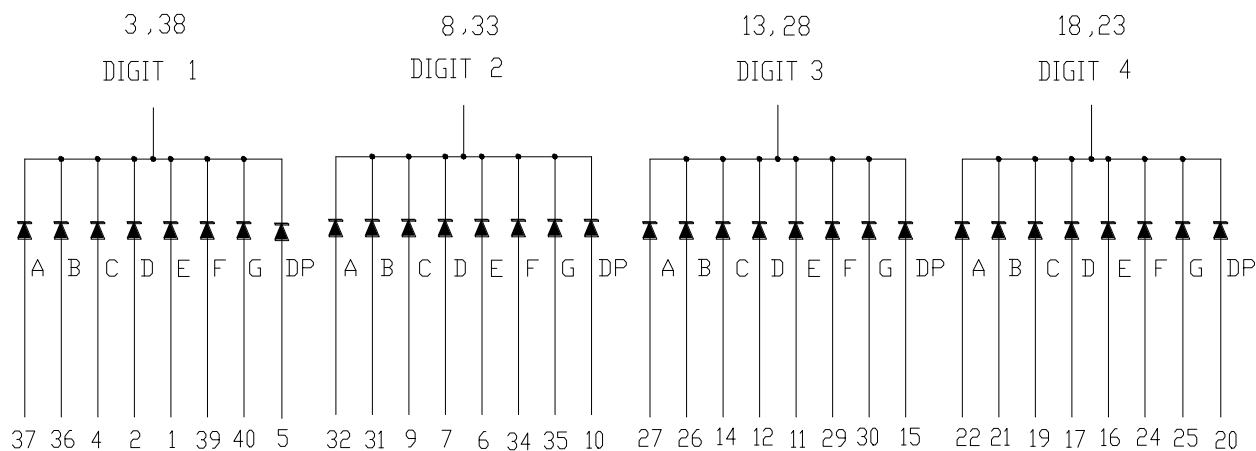 3,38 8,33 13,28 18,23
DIGIT 1 DIGIT 2 DIGIT 3 DIGIT 4
A B C D E F G DP A B C D E F G DP A B C D E F G DP A B C D E F G DP
37 36 4 2 1 39 40 5 32 31 9 7 6 34 35 10 27 26 14 12 11 29 30 15 22 21 19 17 16 24 25 20